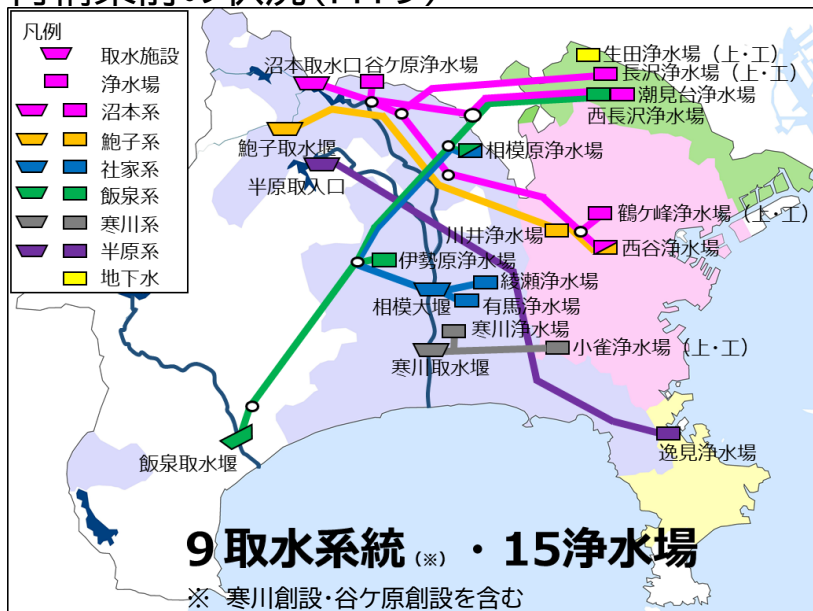 凡例
取水施設
浄水場
沼本系
鮑子系
社家系
飯泉系
寒川系
半原系
地下水
沼本取水口
谷ケ原浄水場
生田浄水場（上・工）
長沢浄水場（上・工）
潮見台浄水場
西長沢浄水場
鮑子取水堰
相模原浄水場
半原取入口
鶴ケ峰浄水場（上・工）
川井浄水場
西谷浄水場
伊勢原浄水場
綾瀬浄水場
相模大堰
有馬浄水場
寒川浄水場
小雀浄水場（上・工）
寒川取水堰
逸見浄水場
飯泉取水堰
9取水系統（※）・15浄水場
※ 寒川創設・谷ケ原創設を含む